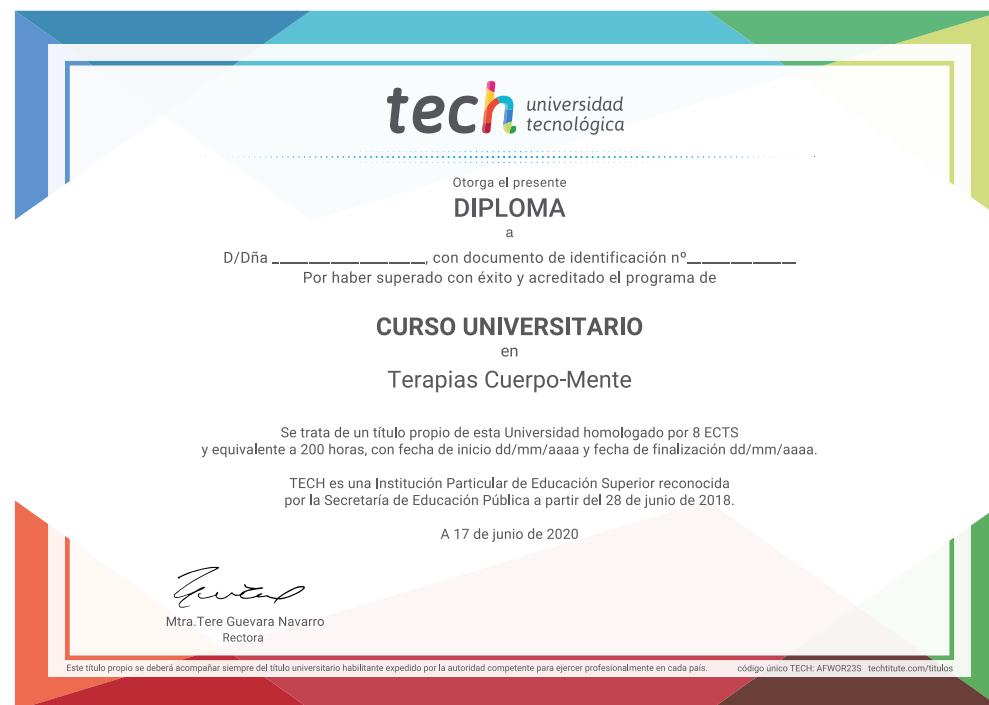 tech universidad
tecnológica
Otorga el presente
DIPLOMA
a
D/Dña ___________________, con documento de identificación nº______________
Por haber superado con éxito y acreditado el programa de
CURSO UNIVERSITARIO
en
Terapias Cuerpo-Mente
Se trata de un título propio de esta Universidad homologado por 8 ECTS
y equivalente a 200 horas, con fecha de inicio dd/mm/aaaa y fecha de finalización dd/mm/aaaa.
TECH es una Institución Particular de Educación Superior reconocida
por la Secretaría de Educación Pública a partir del 28 de junio de 2018.
A 17 de junio de 2020
Mtra.Tere Guevara Navarro
Rectora
Este título propio se deberá acompañar siempre del título universitario habilitante expedido por la autoridad competente para ejercer profesionalmente en cada país. código único TECH: AFWOR23S techtitute.com/titulos